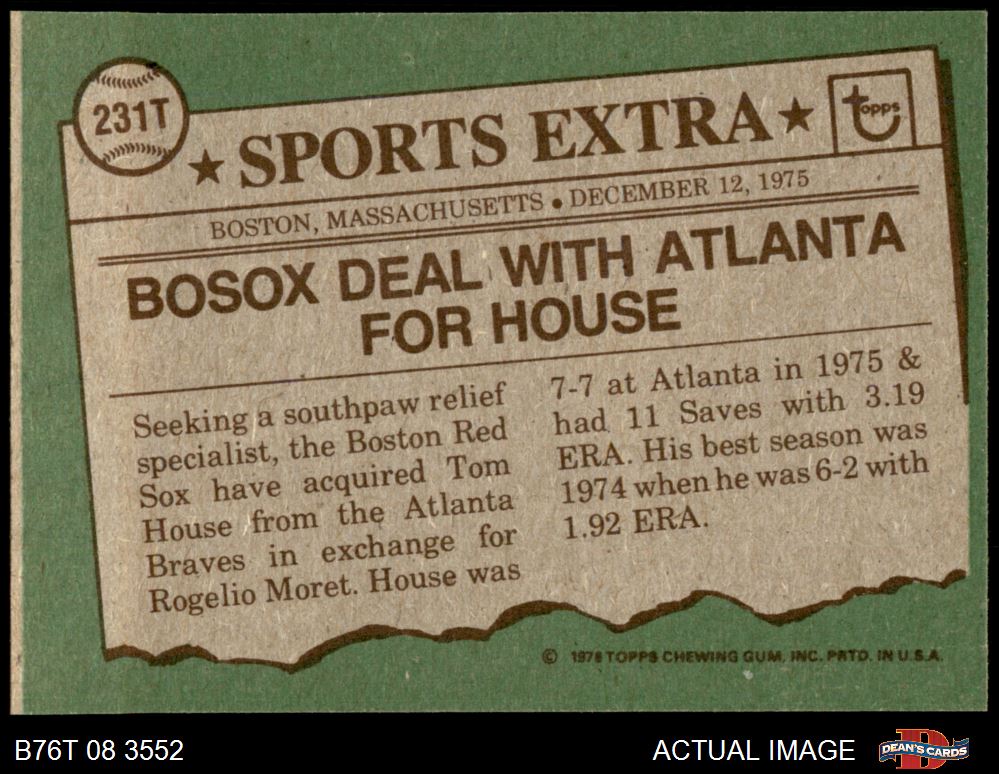 231T
★ SPORTS EXTRA ★
topps
BOSTON, MASSACHUSETTS • DECEMBER 12, 1975
BOSOX DEAL WITH ATLANTA
FOR HOUSE
Seeking a southpaw relief
specialist, the Boston Red
Sox have acquired Tom
House from the Atlanta
Braves in exchange for
Rogelio Moret. House was
7-7 at Atlanta in 1975 &
had 11 Saves with 3.19
ERA. His best season was
1974 when he was 6-2 with
1.92 ERA.
© 1976 TOPPS CHEWING GUM, INC. PRTD. IN U.S.A.
B76T 08 3552
ACTUAL IMAGE
DEAN'S CARDS